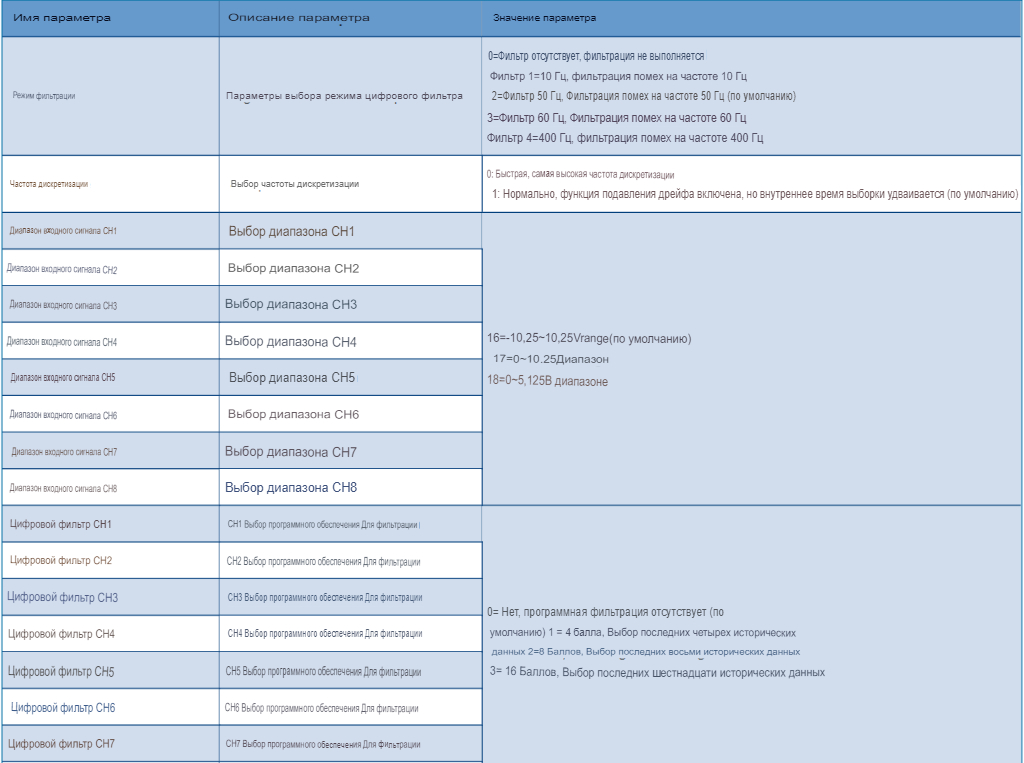 Имя параметра
Описание параметра
Значение параметра
Режим фильтрации
Параметры выбора режима цифрового фильтра
0=Фильтр отсутствует, фильтрация не выполняется
Фильтр 1=10 Гц, фильтрация помех на частоте 10 Гц
2=Фильтр 50 Гц, Фильтрация помех на частоте 50 Гц (по умолчанию)
3=Фильтр 60 Гц, Фильтрация помех на частоте 60 Гц
Фильтр 4=400 Гц, фильтрация помех на частоте 400 Гц
Частота дискретизации
Выбор частоты дискретизации
0: Быстрая, самая высокая частота дискретизации
1: Нормально, функция подавления дрейфа включена, но внутреннее время выборки удваивается (по умолчанию)
Диапазон входного сигнала CH1
Выбор диапазона CH1
Диапазон входного сигнала CH2
Выбор диапазона CH2
Диапазон входного сигнала CH3
Выбор диапазона CH3
Диапазон входного сигнала CH4
Выбор диапазона CH4
Диапазон входного сигнала CH5
Выбор диапазона CH5
Диапазон входного сигнала CH6
Выбор диапазона CH6
Диапазон входного сигнала CH7
Выбор диапазона CH7
Диапазон входного сигнала CH8
Выбор диапазона CH8
16=-10,25~10,25Vrange(по умолчанию)
17=0~10.25Диапазон
18=0~5,125В диапазоне
Цифровой фильтр CH1
CH1 Выбор программного обеспечения Для фильтрации
Цифровой фильтр CH2
CH2 Выбор программного обеспечения Для фильтрации
Цифровой фильтр CH3
CH3 Выбор программного обеспечения Для фильтрации
Цифровой фильтр CH4
CH4 Выбор программного обеспечения Для фильтрации
Цифровой фильтр CH5
CH5 Выбор программного обеспечения Для фильтрации
Цифровой фильтр CH6
CH6 Выбор программного обеспечения Для фильтрации
Цифровой фильтр CH7
CH7 Выбор программного обеспечения Для фильтрации
0= Нет, программная фильтрация отсутствует (по
умолчанию) 1 = 4 балла, Выбор последних четырех исторических
данных 2=8 Баллов, Выбор последних восьми исторических данных
3= 16 Баллов, Выбор последних шестнадцати исторических данных